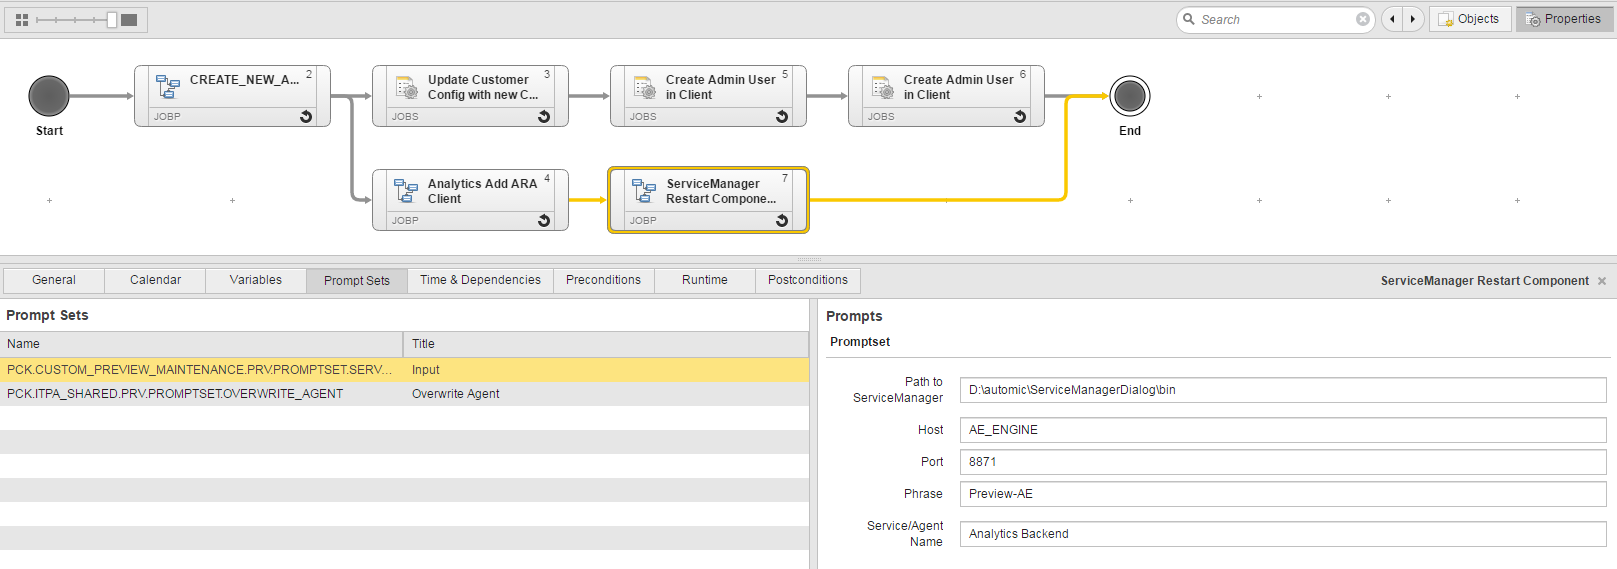 Search
Objects
Properties
2
CREATE_NEW_A...
JOBP
3
Update Customer
Config with new C...
JOBS
5
Create Admin User
in Client
JOBS
6
Create Admin User
in Client
JOBS
Start
End
4
Analytics Add ARA
Client
JOBP
7
ServiceManager
Restart Compone...
JOBP
General
Calendar
Variables
Prompt Sets
Time & Dependencies
Preconditions
Runtime
Postconditions
ServiceManager Restart Component
Prompt Sets
Name Title
PCK.CUSTOM_PREVIEW_MAINTENANCE.PRV.PROMPTSET.SERV... Input
PCK.ITPA_SHARED.PRV.PROMPTSET.OVERWRITE_AGENT Overwrite Agent
Prompts
Promptset
Path to
ServiceManager
D:\automic\ServiceManagerDialog\bin
Host AE_ENGINE
Port 8871
Phrase Preview-AE
Service/Agent
Name
Analytics Backend